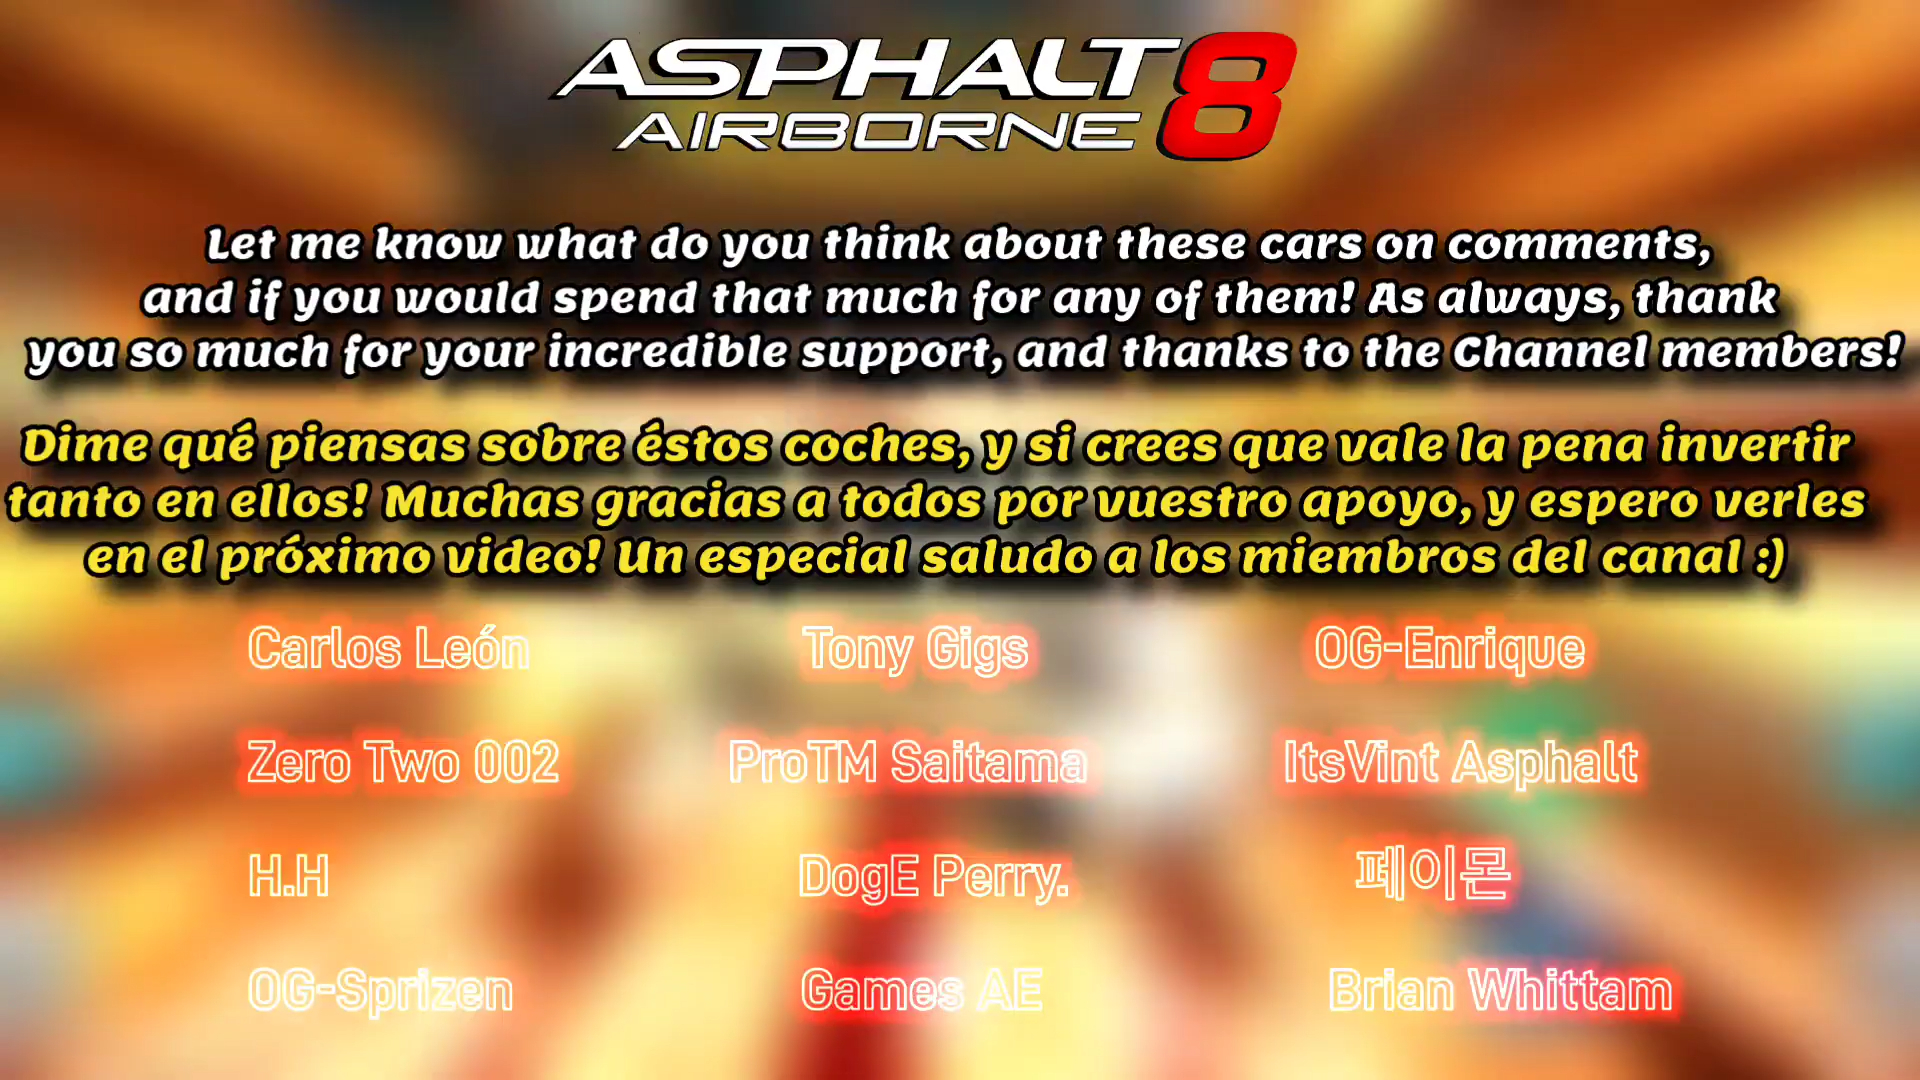 ASPHALT 8
AIRBORNE
Let me know what do you think about these cars on comments,
and if you would spend that much for any of them! As always, thank
you so much for your incredible support, and thanks to the Channel members!
Dime qué piensas sobre éstos coches, y si crees que vale la pena invertir
tanto en ellos! Muchas gracias a todos por vuestro apoyo, y espero verles
en el próximo video! Un especial saludo a los miembros del canal :)
Carlos León Tony Gigs OG-Enrique
Zero Two 002 ProTM Saitama ItsVint Asphalt
H.H DogE Perry. 페이몬
OG-Sprizen Games AE Brian Whittam